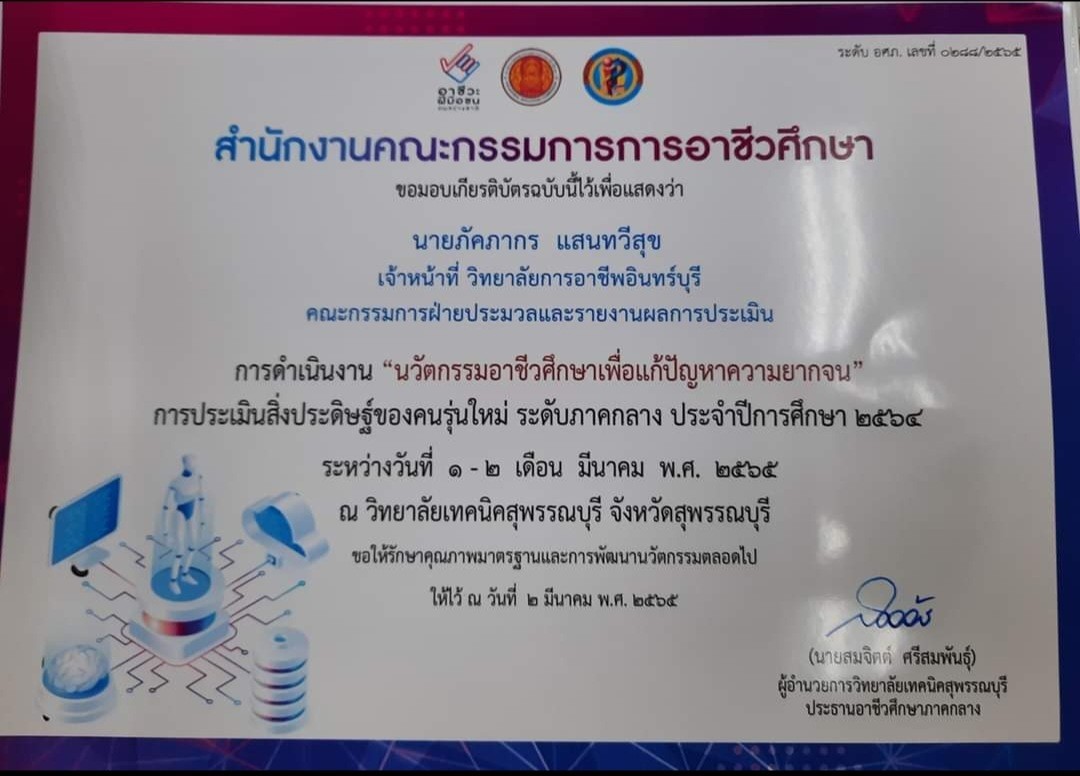 ระดับ อศภ. เลขที่ ๐๒๘๘/๒๕๖๕
อาชีวะ
ฝีมือชน
คนสร้างชาติ
สำนักงานคณะกรรมการการอาชีวศึกษา
ขอมอบเกียรติบัตรฉบับนี้ไว้เพื่อแสดงว่า
นายภัคภากร แสนทวีสุข
เจ้าหน้าที่ วิทยาลัยการอาชีพอินทร์บุรี
คณะกรรมการฝ่ายประมวลและรายงานผลการประเมิน
การดำเนินงาน “นวัตกรรมอาชีวศึกษาเพื่อแก้ปัญหาความยากจน”
การประเมินสิ่งประดิษฐ์ของคนรุ่นใหม่ ระดับภาคกลาง ประจำปีการศึกษา ๒๕๖๔
ระหว่างวันที่ ๑ - ๒ เดือน มีนาคม พ.ศ. ๒๕๖๕
ณ วิทยาลัยเทคนิคสุพรรณบุรี จังหวัดสุพรรณบุรี
ขอให้รักษาคุณภาพมาตรฐานและการพัฒนานวัตกรรมตลอดไป
ให้ไว้ ณ วันที่ ๒ มีนาคม พ.ศ. ๒๕๖๕
(นายสมจิตต์ ศรีสมพันธุ์)
ผู้อำนวยการวิทยาลัยเทคนิคสุพรรณบุรี
ประธานอาชีวศึกษาภาคกลาง